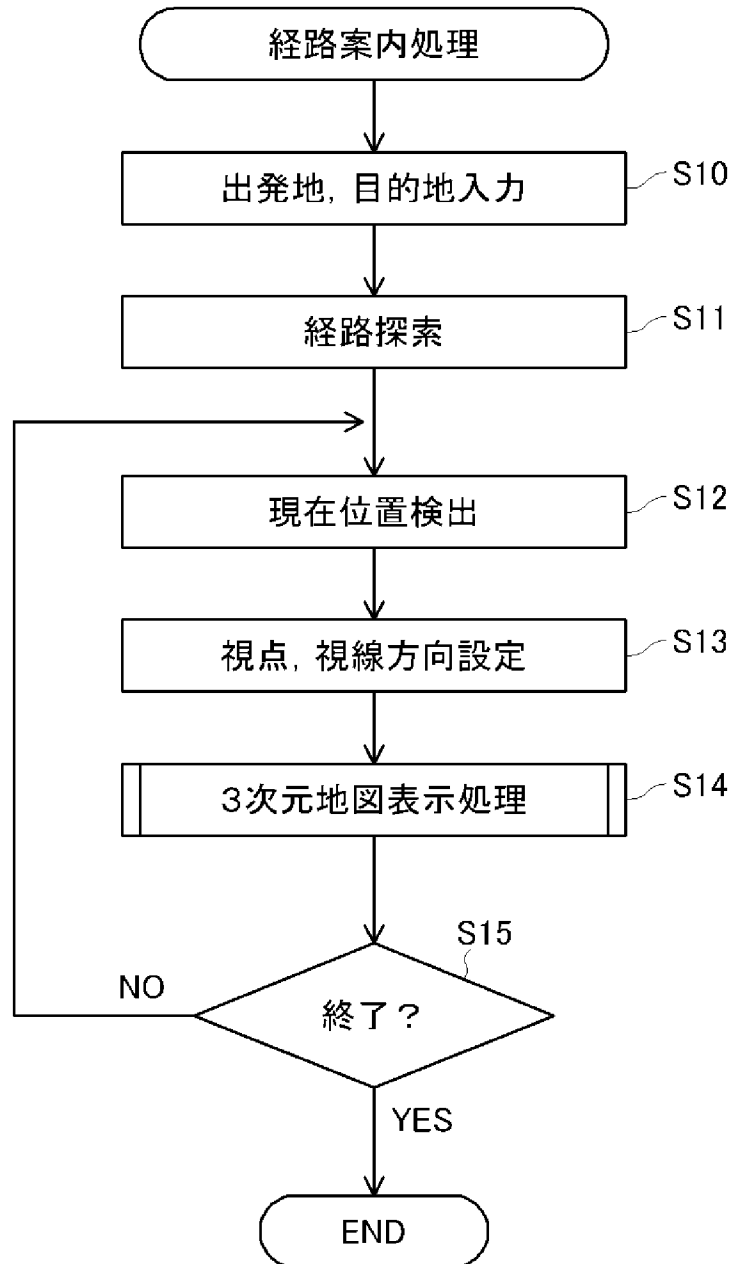 経路案内処理
出発地, 目的地入力
S10
経路探索
S11
現在位置検出
S12
視点, 視線方向設定
S13
3次元地図表示処理
S14
S15
終了？
NO
YES
END